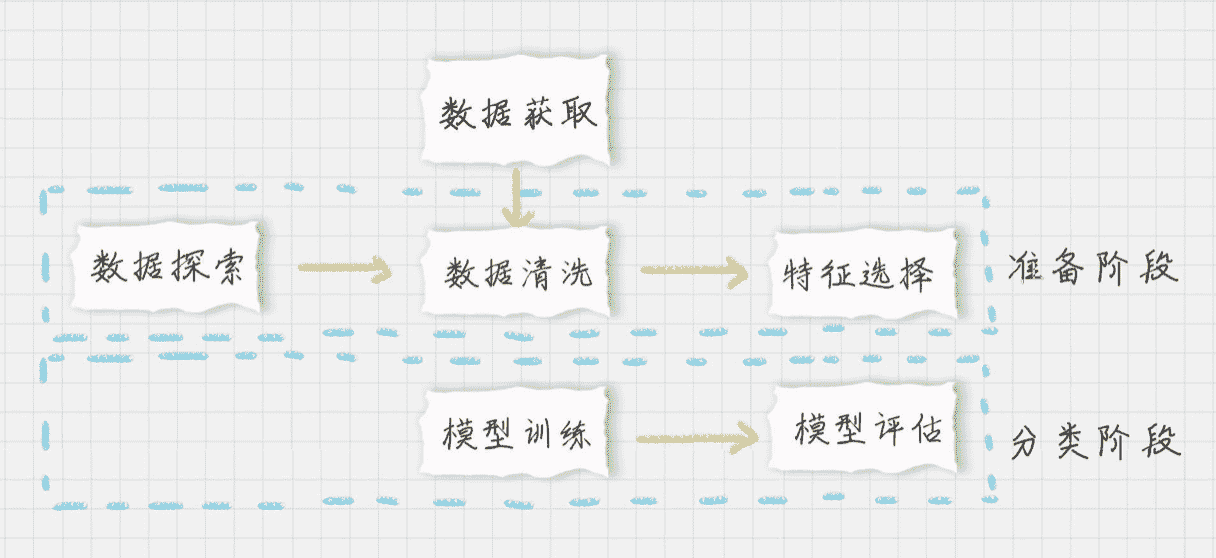 数据获取
数据探索
数据清洗
特征选择
准备阶段
模型训练
模型评估
分类阶段